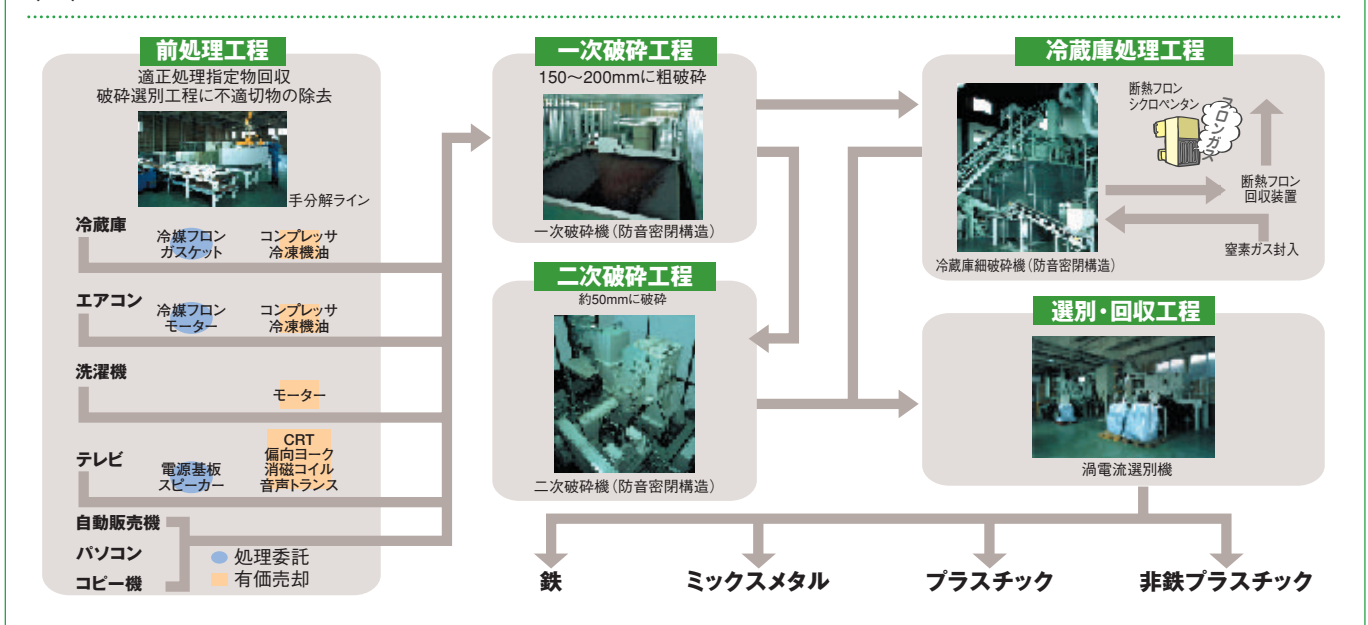 前処理工程
適正処理指定物回収
破砕選別工程に不適切物の除去
手分解ライン
冷蔵庫
冷媒フロン
ガスケット
コンプレッサ
冷凍機油
エアコン
冷媒フロン
モーター
コンプレッサ
冷凍機油
洗濯機
モーター
テレビ
電源基板
スピーカー
CRT
偏向ヨーク
消磁コイル
音声トランス
自動販売機
パソコン
コピー機
処理委託
有価売却
一次破砕工程
150〜200mmに粗破砕
一次破砕機(防音密閉構造)
二次破砕工程
約50mmに破砕
二次破砕機(防音密閉構造)
冷蔵庫処理工程
断熱フロン
シクロペンタン
フロンガス
断熱フロン
回収装置
窒素ガス封入
冷蔵庫細破砕機(防音密閉構造)
選別・回収工程
渦電流選別機
鉄
ミックスメタル
プラスチック
非鉄プラスチック